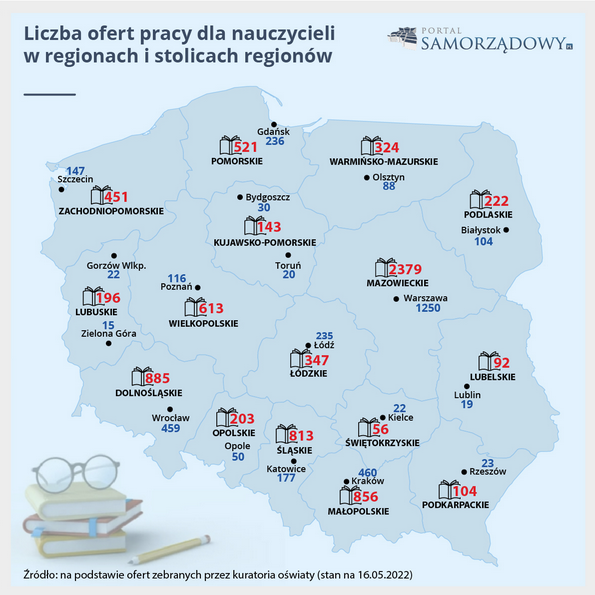 Liczba ofert pracy dla nauczycieli
w regionach i stolicach regionów
PORTAL
SAMORZĄDOWY.PL
Gdańsk
236
521
POMORSKIE
324
WARMIŃSKO-MAZURSKIE
Olsztyn
88
147
Szczecin
451
ZACHODNIOPOMORSKIE
222
PODLASKIE
Białystok
104
Bydgoszcz
30
143
KUJAWSKO-POMORSKIE
Toruń
20
Gorzów Wlkp.
22
196
LUBUSKIE
15
Zielona Góra
116
Poznań
613
WIELKOPOLSKIE
2379
MAZOWIECKIE
Warszawa
1250
235
Łódź
347
ŁÓDZKIE
92
LUBELSKIE
Lublin
19
885
DOLNOŚLĄSKIE
Wrocław
459
203
OPOLSKIE
Opole
50
813
ŚLĄSKIE
Katowice
177
22
Kielce
56
ŚWIĘTOKRZYSKIE
460
Kraków
856
MAŁOPOLSKIE
23
Rzeszów
104
PODKARPACKIE
Źródło: na podstawie ofert zebranych przez kuratoria oświaty (stan na 16.05.2022)